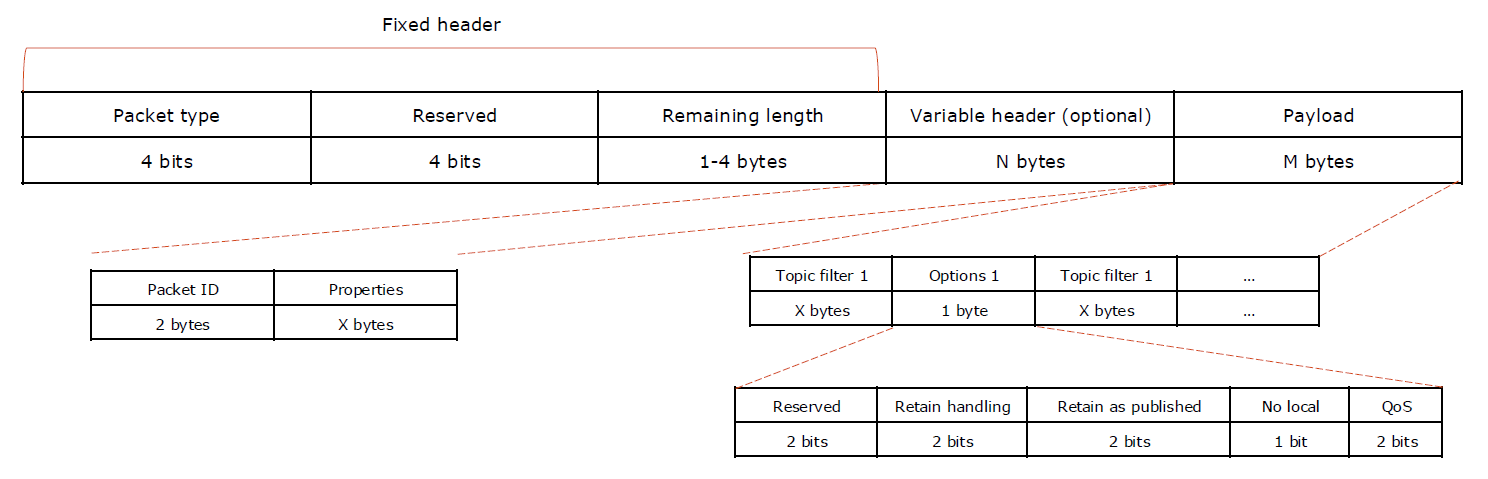 Fixed header
Packet type Reserved Remaining length Variable header (optional) Payload
4 bits 4 bits 1-4 bytes N bytes M bytes
Topic filter 1 Options 1 Topic filter 1 ...
Packet ID Properties
X bytes 1 byte X bytes ...
2 bytes X bytes
Reserved Retain handling Retain as published No local QoS
2 bits 2 bits 2 bits 1 bit 2 bits